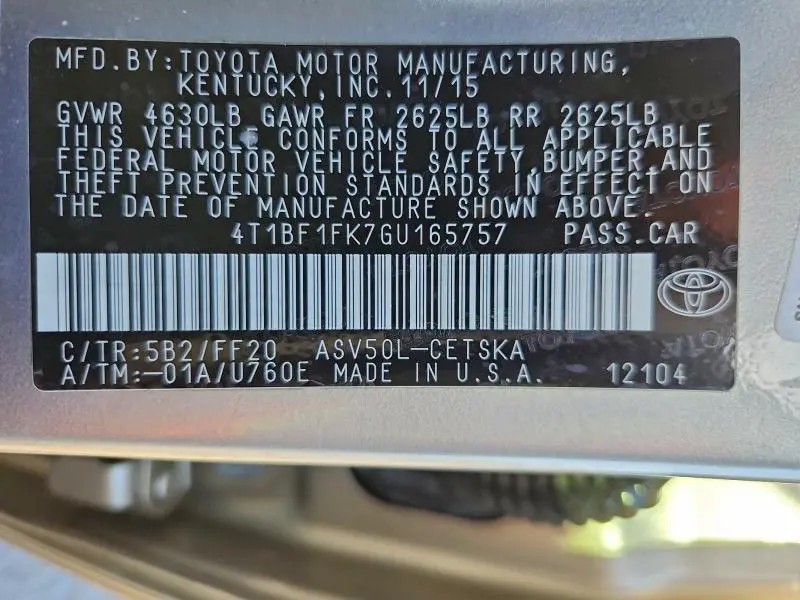 MFD.BY:TOYOTA MOTOR MANUFACTURING,
KENTUCKY,INC.11/15
GVWR 4630LB GAWR FR 2625LB RR 2625LB
THIS VEHICLE CONFORMS TO ALL APPLICABLE
FEDERAL MOTOR VEHICLE SAFETY,BUMPER AND
THEFT PREVENTION STANDARDS IN EFFECT ON
THE DATE OF MANUFACTURE SHOWN ABOVE.
4T1BF1FK7GU165757 PASS.CAR
C/TR:5B2/FF20 ASV50L-CETSKA
A/TM:-01A/U760E MADE IN U.S.A. 12104